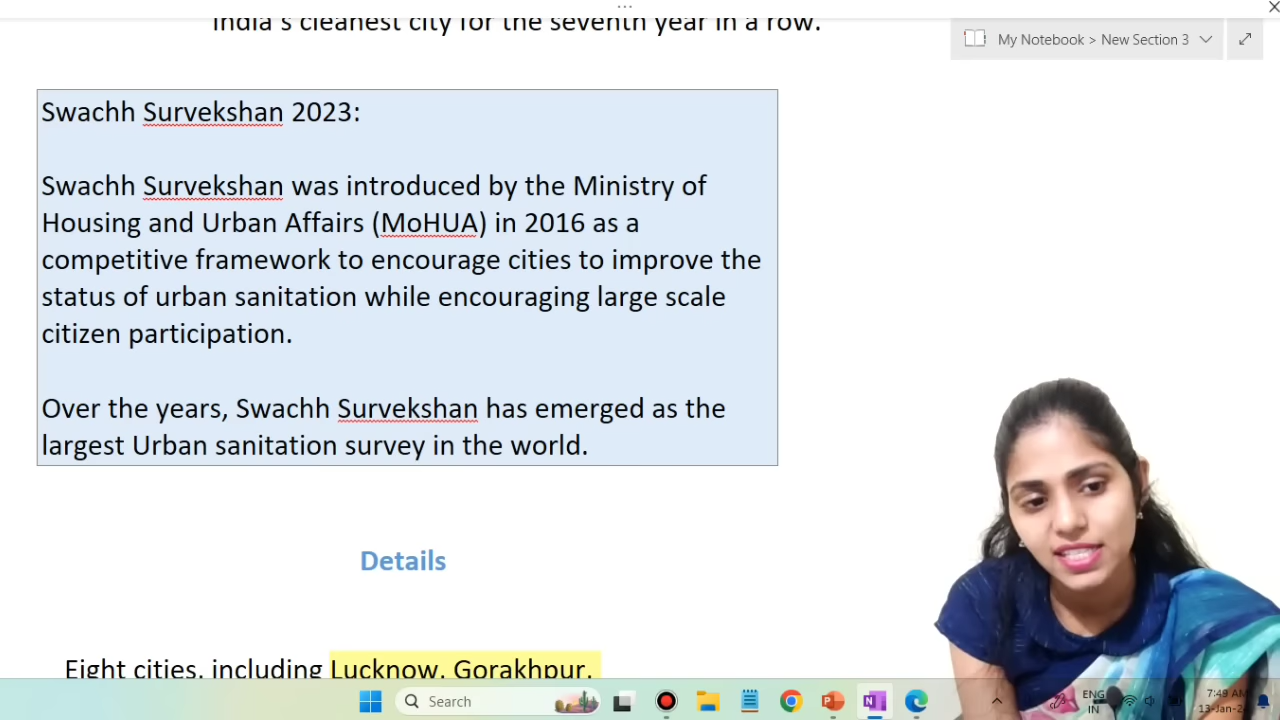 India's cleanest city for the seventh year in a row.
My Notebook > New Section 3
Swachh Survekshan 2023:
Swachh Survekshan was introduced by the Ministry of
Housing and Urban Affairs (MoHUA) in 2016 as a
competitive framework to encourage cities to improve the
status of urban sanitation while encouraging large scale
citizen participation.
Over the years, Swachh Survekshan has emerged as the
largest Urban sanitation survey in the world.
Details
Eight cities, including Lucknow, Gorakhpur,
Search
ENG
IN
7:49 AM
13-Jan-24